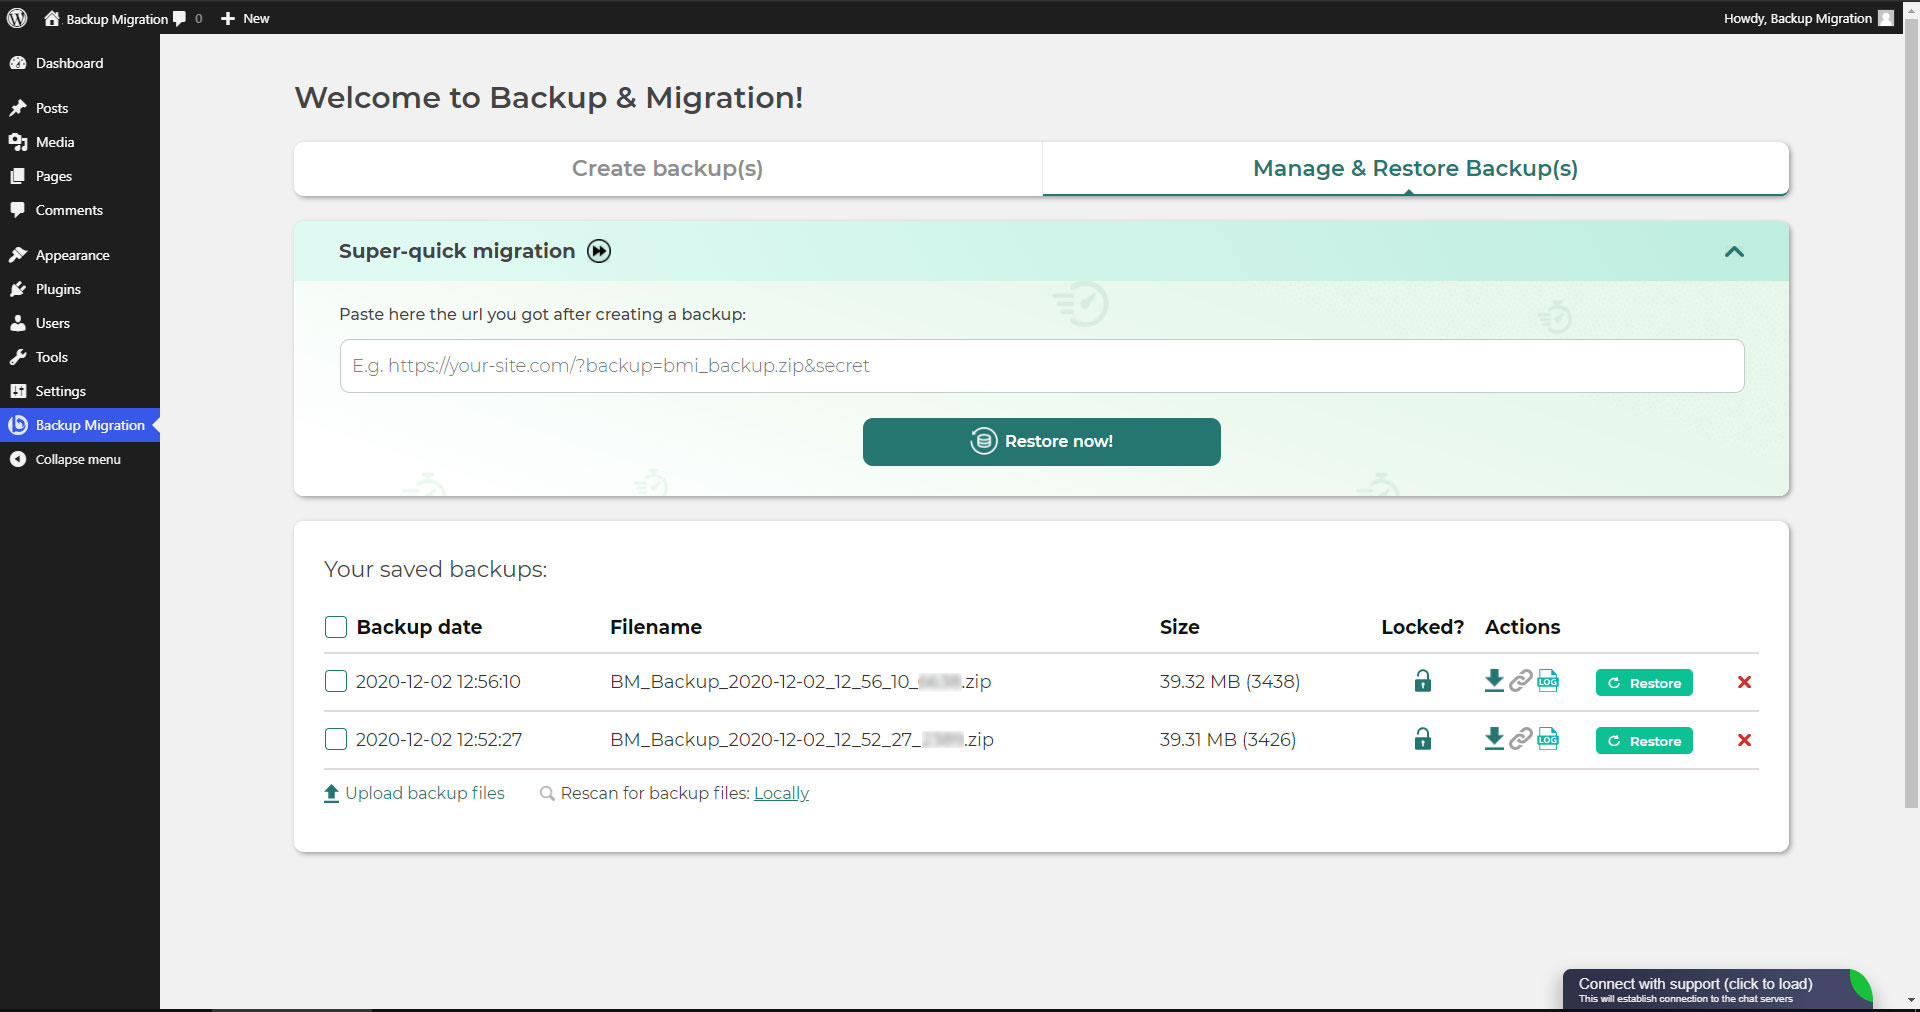 Backup Migration 0 New
Howdy, Backup Migration
Dashboard
Posts
Media
Pages
Comments
Appearance
Plugins
Users
Tools
Settings
Backup Migration
Collapse menu
Welcome to Backup & Migration!
Create backup(s)
Manage & Restore Backup(s)
Super-quick migration
Paste here the url you got after creating a backup:
E.g. https://your-site.com/?backup=bmi_backup.zip&secret
Restore now!
Your saved backups:
Backup date Filename Size Locked? Actions
2020-12-02 12:56:10 BM_Backup_2020-12-02_12_56_10_ .zip 39.32 MB (3438) LOG Restore
2020-12-02 12:52:27 BM_Backup_2020-12-02_12_52_27_ .zip 39.31 MB (3426) LOG Restore
Upload backup files Rescan for backup files: Locally
Connect with support (click to load)
This will establish connection to the chat servers